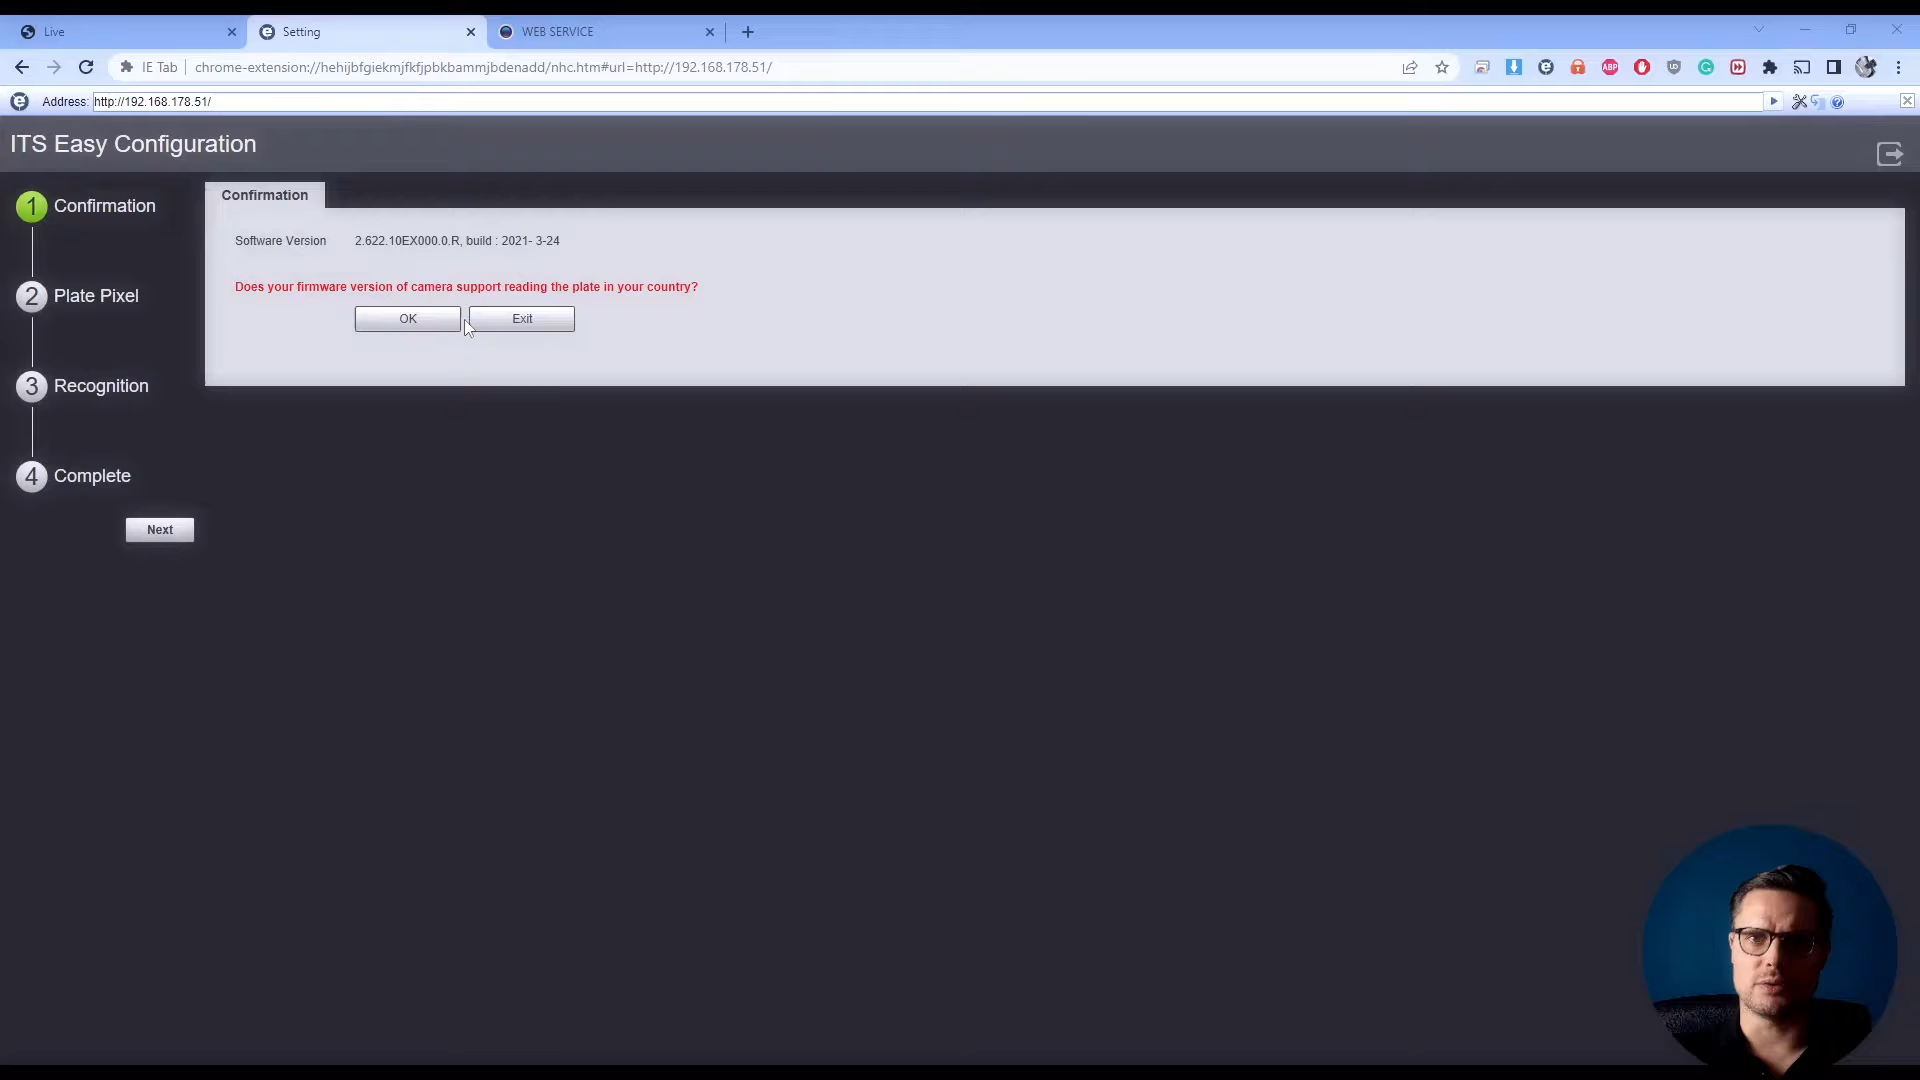 Live
Setting
WEB SERVICE
IE Tab
chrome-extension://hehijbfgiekmjfkfjpbkbammjbdenadd/nhc.htm#url=http://192.168.178.51/
ABP
Address: http://192.168.178.51/
ITS Easy Configuration
1 Confirmation
2 Plate Pixel
3 Recognition
4 Complete
Next
Confirmation
Software Version 2.622.10EX000.0.R, build : 2021- 3-24
Does your firmware version of camera support reading the plate in your country?
OK Exit